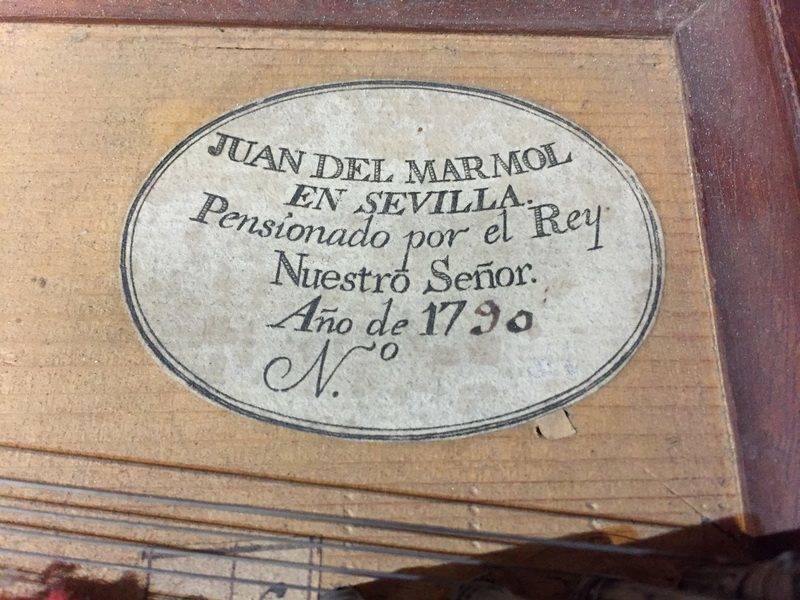 JUAN DEL MARMOL
EN SEVILLA.
Pensionado por el Rey
Nuestro Señor.
Año de 1790
N.º